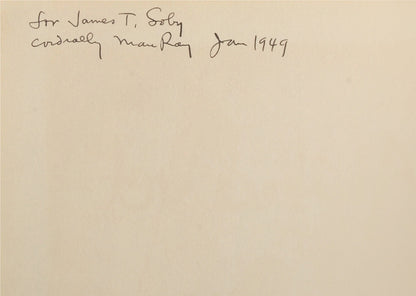 for James T. Soby
cordially Man Ray Jan 1949